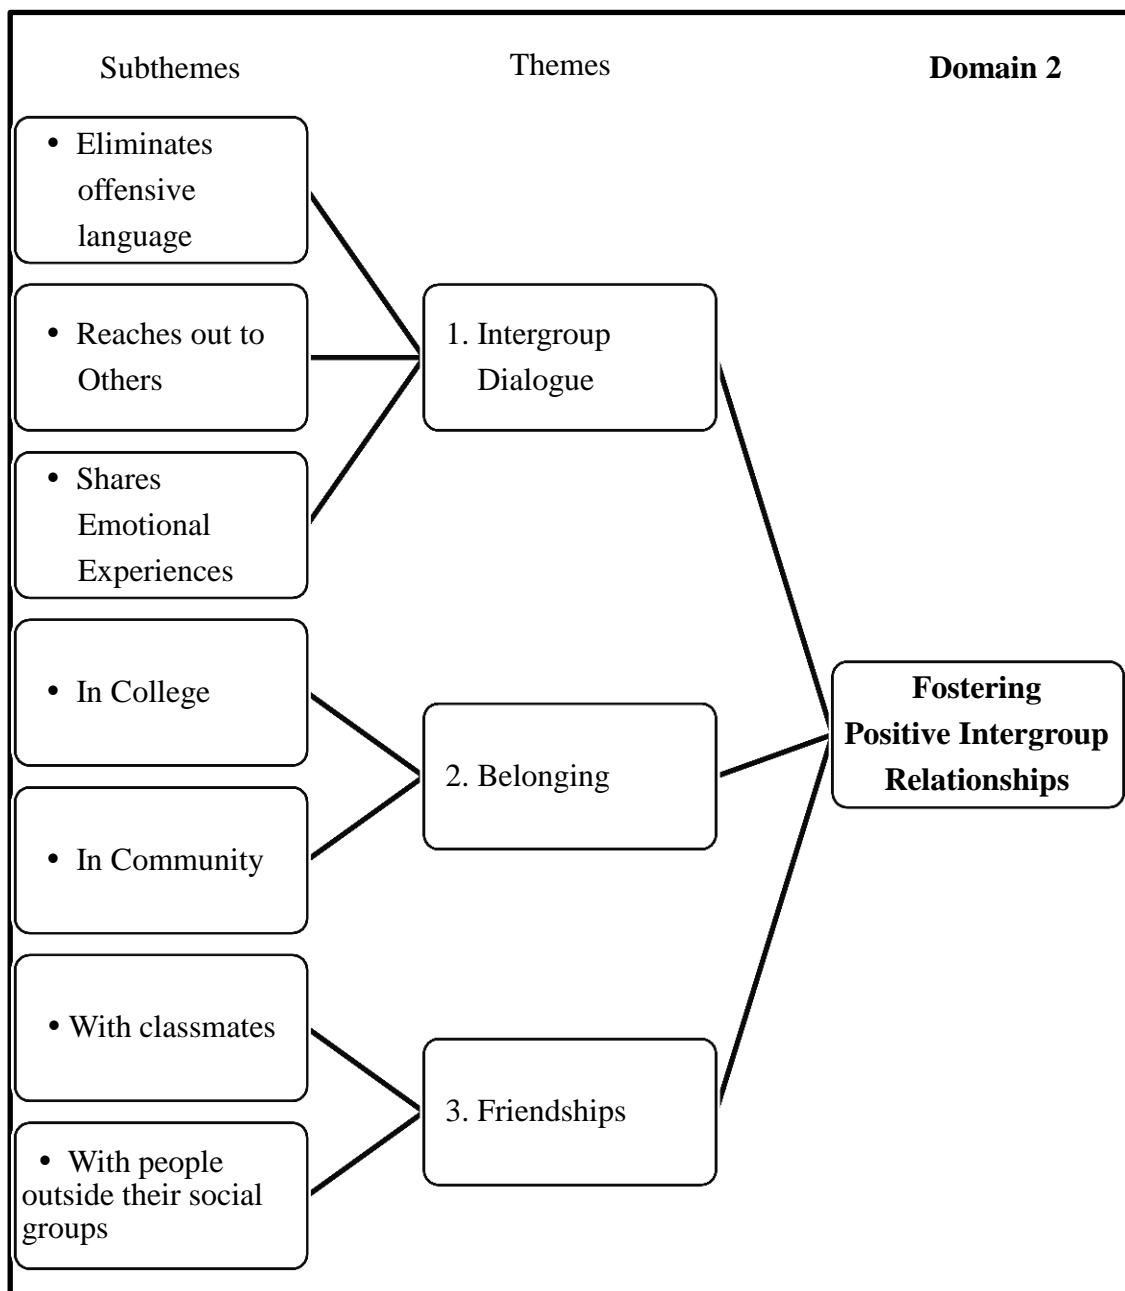 Subthemes
Themes
Domain 2
• Eliminates
offensive
language
• Reaches out to
Others
• Shares
Emotional
Experiences
• In College
• In Community
• With classmates
• With people
outside their social
groups
1. Intergroup
Dialogue
2. Belonging
3. Friendships
Fostering
Positive Intergroup
Relationships